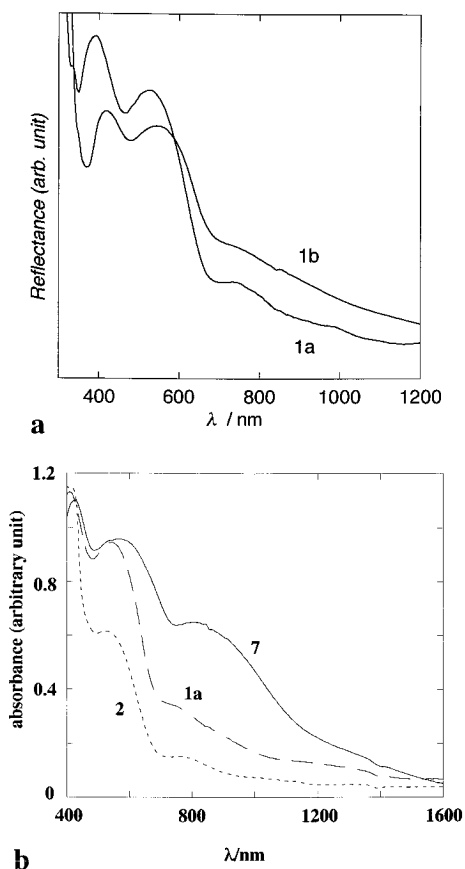 Reflectance (arb. unit)
1b
1a
400 600 800 1000 1200
λ / nm
a
1.2
0.8
0.4
0
absorbance (arbitrary unit)
7
1a
2
400 800 1200 1600
λ/nm
b